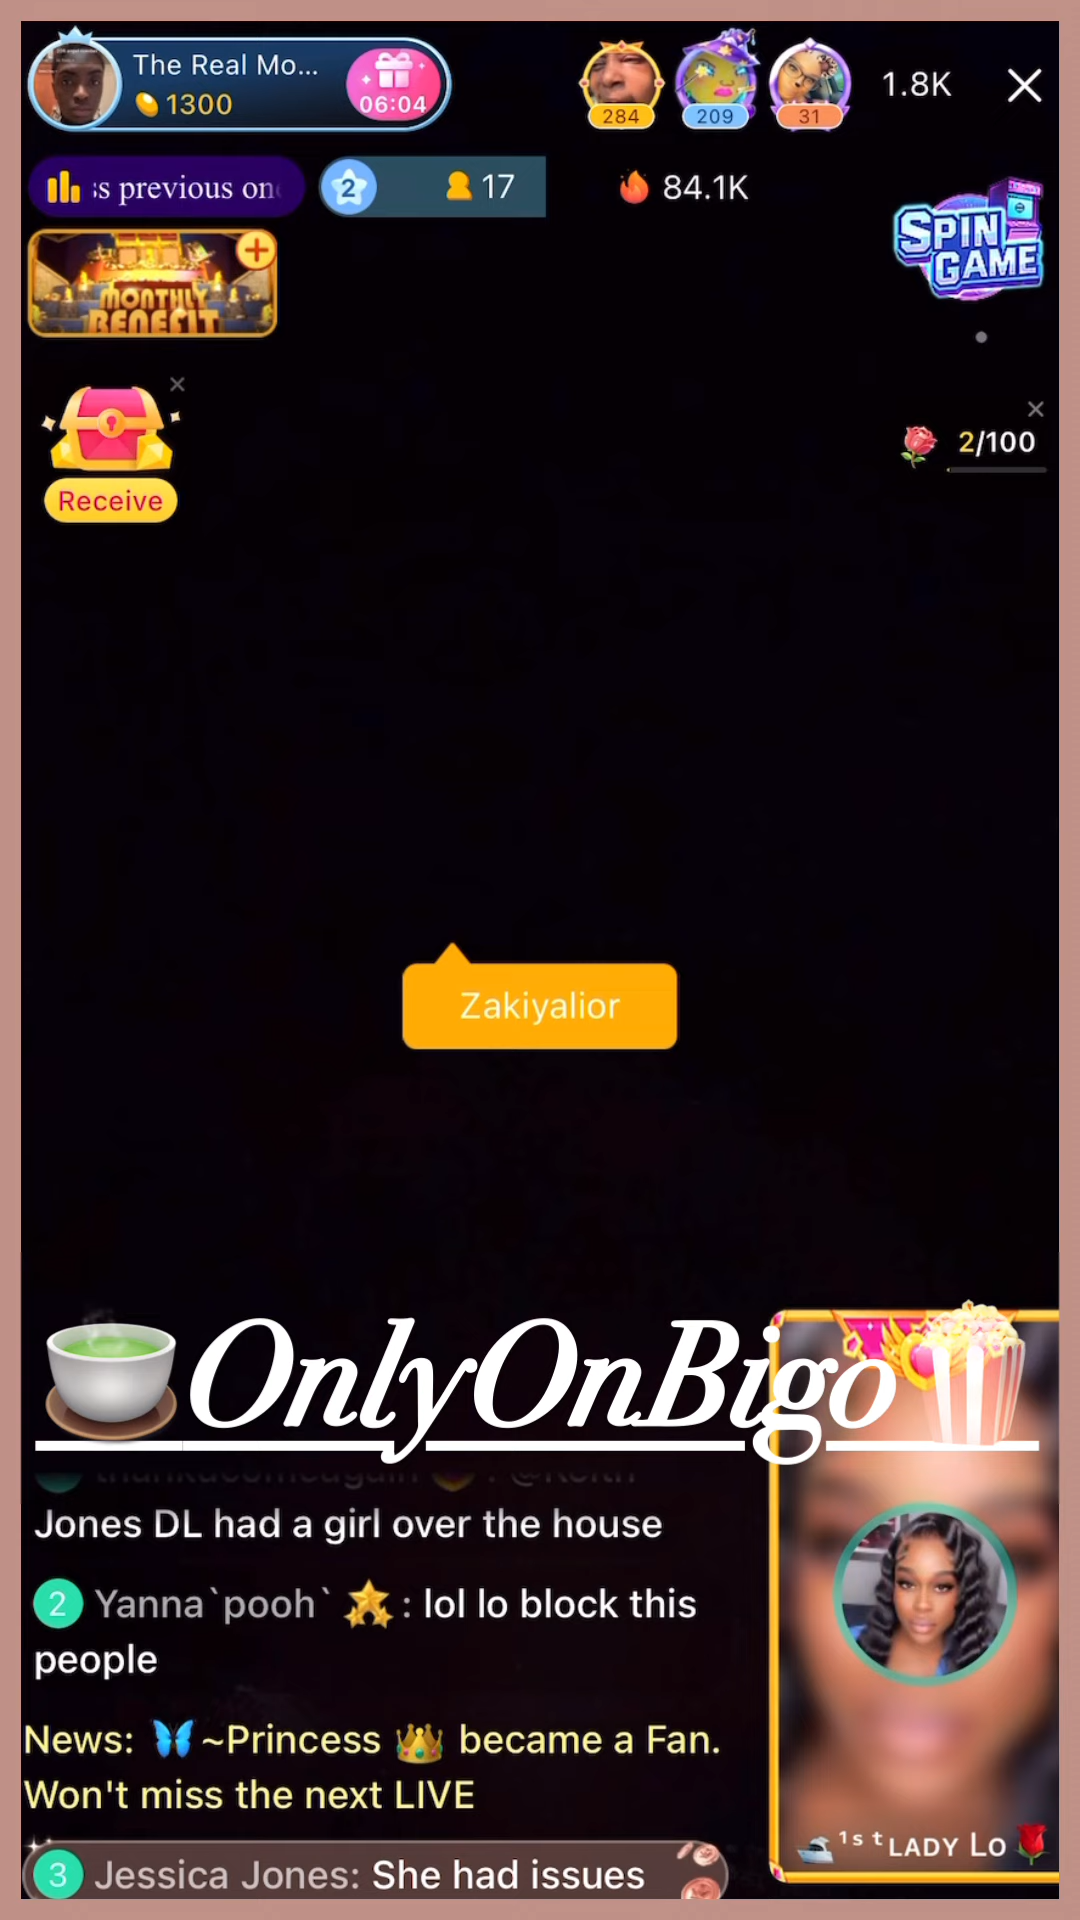 The Real Mo...
1300
06:04
284
209
31
1.8K
s previous on
2
17
84.1K
SPIN
GAME
MONTHLY
BENEFIT
2/100
Receive
Zakiyalior
OnlyOnBigo
thankucomeagain : @Keith
Jones DL had a girl over the house
2 Yanna`pooh` : lol lo block this
people
News: ~Princess became a Fan.
Won't miss the next LIVE
1ˢᵗLADY LO
3 Jessica Jones: She had issues